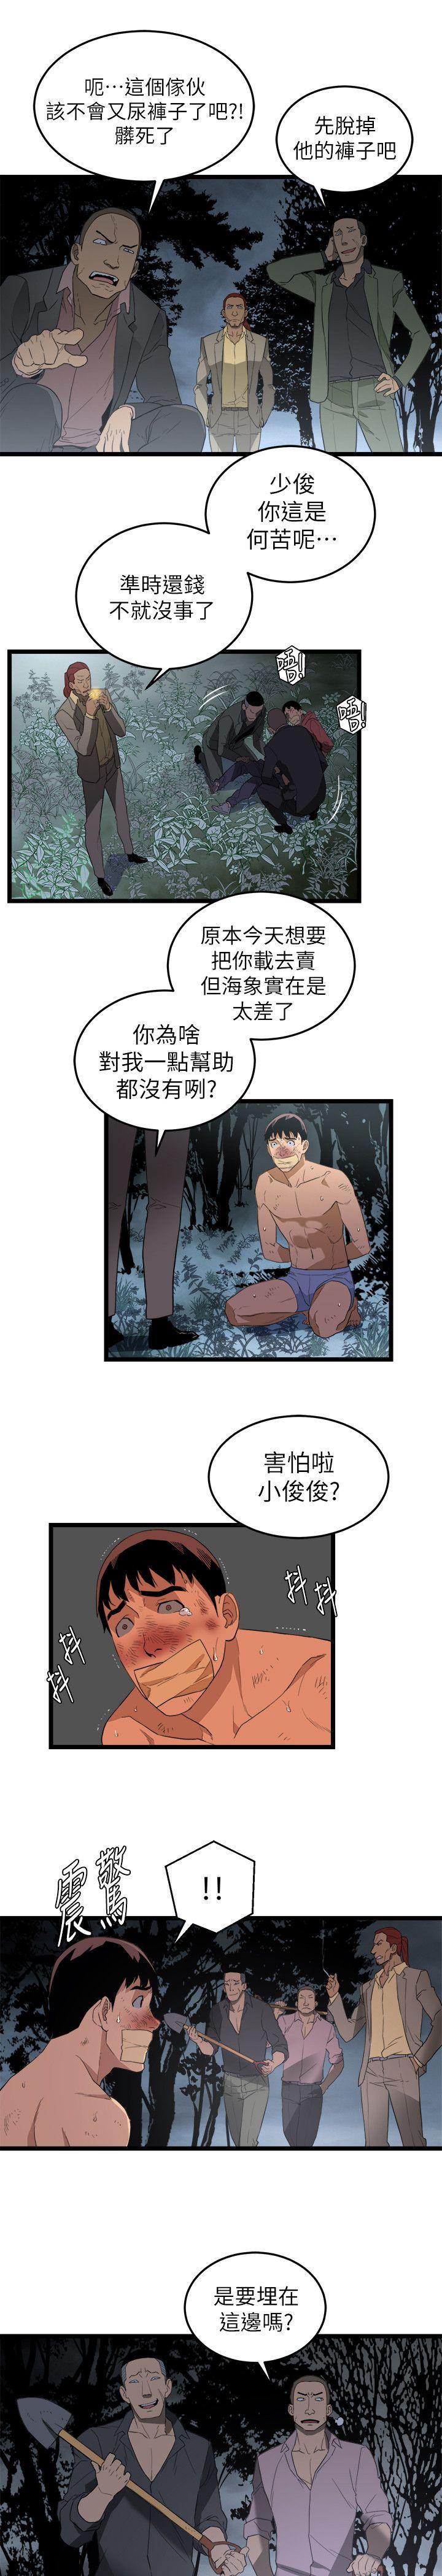 呃⋯這個傢伙
該不會又尿褲子了吧?!
髒死了
先脫掉
他的褲子吧
少俊
你這是
何苦呢⋯
準時還錢
不就沒事了
唔!
唔!
原本今天想要
把你載去賣
但海象實在是
太差了
你為啥
對我一點幫助
都沒有咧?
害怕啦
小俊俊?
抖
抖
抖
抖
驚
震
!!
是要埋在
這邊嗎?